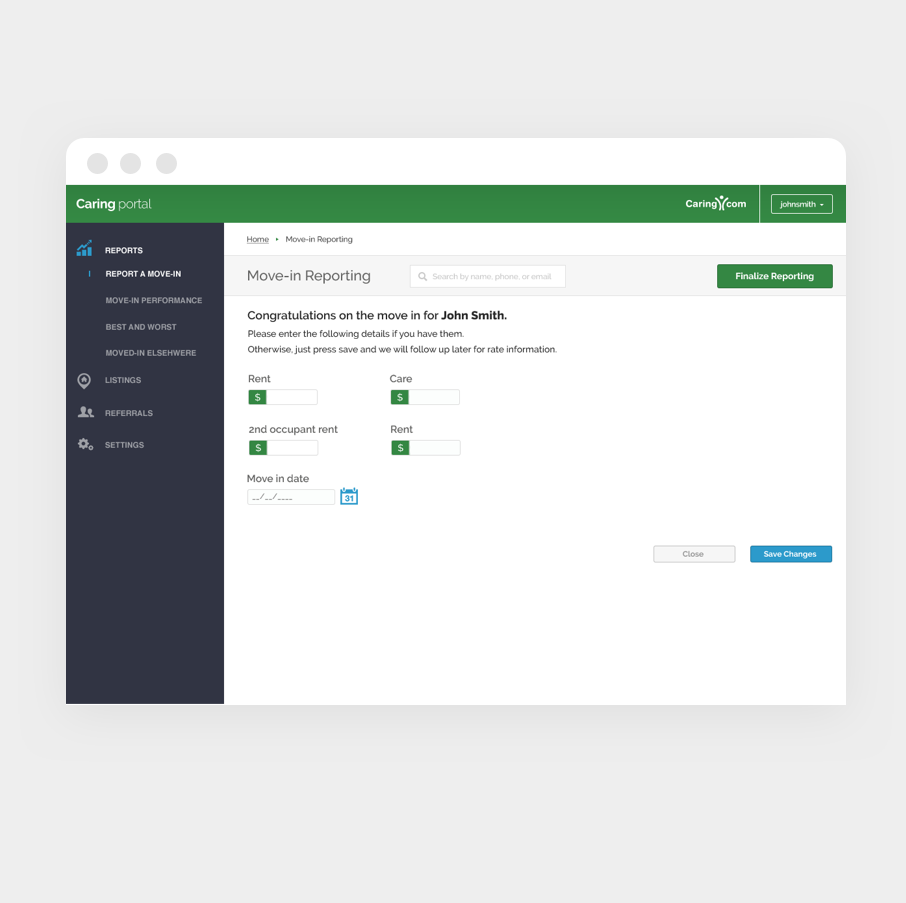 Caring portal
Caring.com
johnsmith
REPORTS
REPORT A MOVE-IN
MOVE-IN PERFORMANCE
BEST AND WORST
MOVED-IN ELSEHWERE
LISTINGS
REFERRALS
SETTINGS
Home Move-in Reporting
Move-in Reporting
Search by name, phone, or email
Finalize Reporting
Congratulations on the move in for John Smith.
Please enter the following details if you have them.
Otherwise, just press save and we will follow up later for rate information.
Rent Care
$ $
2nd occupant rent Rent
$ $
Move in date
__/__/____ 31
Close Save Changes